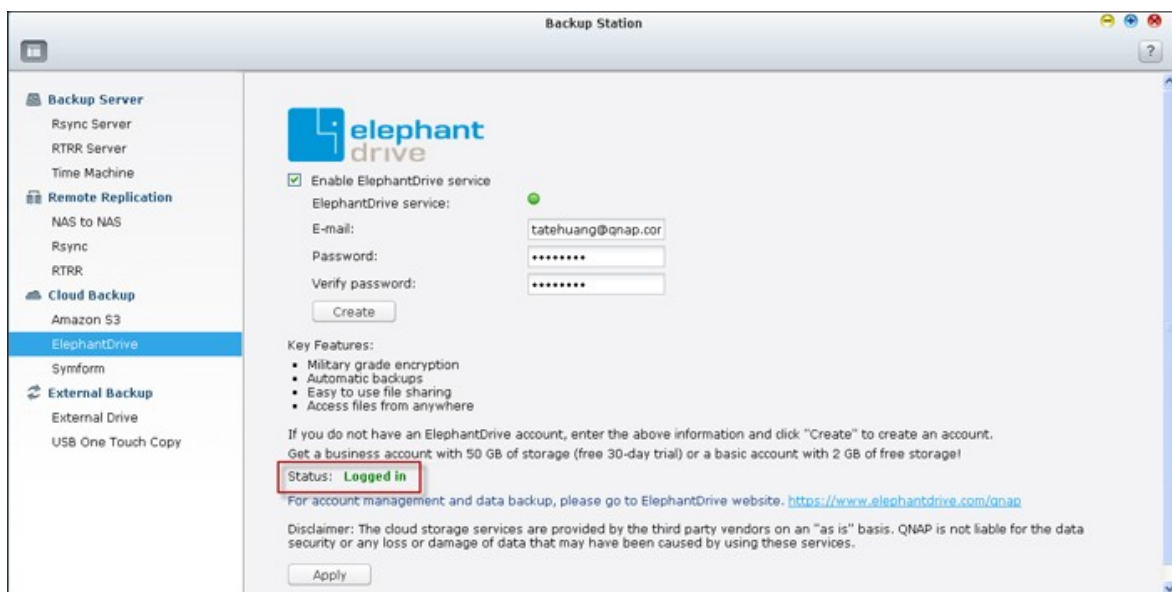 Backup Station
?
Backup Server
Rsync Server
RTRR Server
Time Machine
Remote Replication
NAS to NAS
Rsync
RTRR
Cloud Backup
Amazon S3
ElephantDrive
Symform
External Backup
External Drive
USB One Touch Copy
elephant
drive
Enable ElephantDrive service
ElephantDrive service:
E-mail: tatehuang@qnap.cor
Password: ••••••••
Verify password: ••••••••
Create
Key Features:
• Military grade encryption
• Automatic backups
• Easy to use file sharing
• Access files from anywhere
If you do not have an ElephantDrive account, enter the above information and click "Create" to create an account.
Get a business account with 50 GB of storage (free 30-day trial) or a basic account with 2 GB of free storage!
Status: Logged in
For account management and data backup, please go to ElephantDrive website. https://www.elephantdrive.com/qnap
Disclaimer: The cloud storage services are provided by the third party vendors on an "as is" basis. QNAP is not liable for the data
security or any loss or damage of data that may have been caused by using these services.
Apply